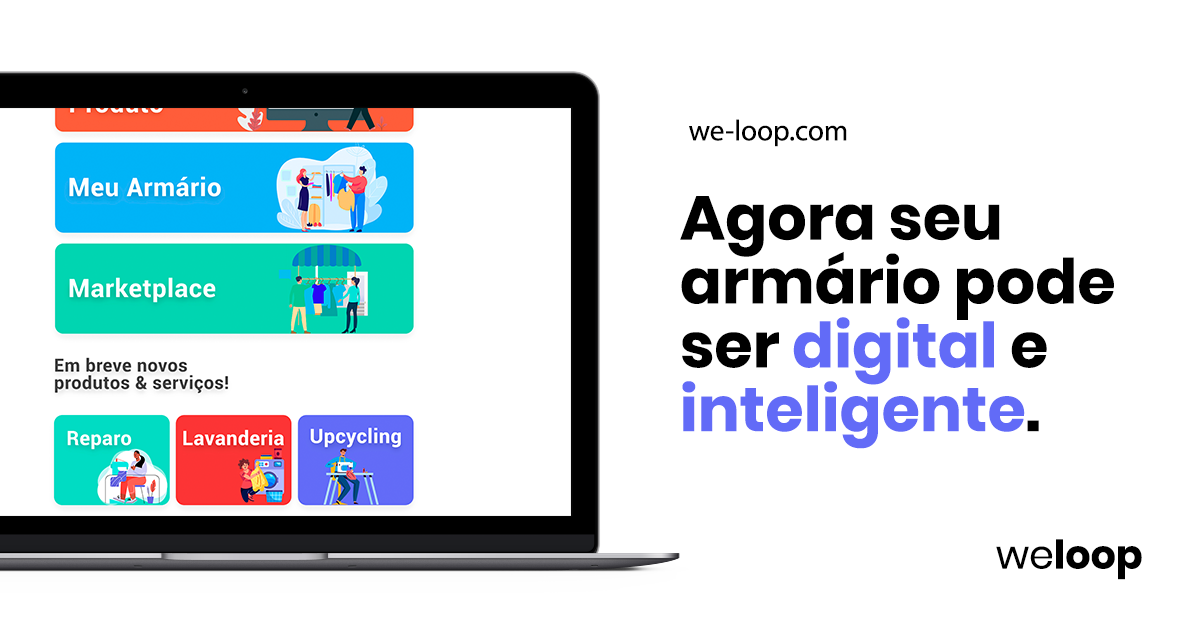 Produto
Meu Armário
Marketplace
Em breve novos
produtos & serviços!
Reparo
Lavanderia
Upcycling
we-loop.com
Agora seu
armário pode
ser digital e
inteligente.
weloop